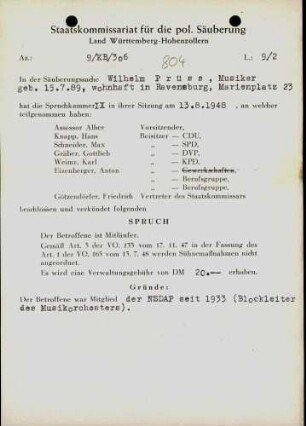 Staatskommissariat für die pol. Säuberung
Land Württemberg-Hohenzollern
Az.: 9/KB/306 L.: 9/2
804
In der Säuberungssache Wilhelm Pruss, Musiker
geb. 15.7.89, wohnhaft in Ravensburg, Marienplatz 23
hat die Spruchkammer II in ihrer Sitzung am 13.8.1948 , an welcher
teilgenommen haben:
Assessor Alber Vorsitzender,
Knapp, Hans Beisitzer — CDU,
Schneider, Max „ — SPD,
Gräber, Gottlieb „ — DVP,
Weiner, Karl „ — KPD,
Eizenberger, Anton „ — Gewerkschaften,
„ — Berufsgruppe,
„ — Berufsgruppe,
Götzendörfer, Friedrich Vertreter des Staatskommissars
beschlossen und verkündet folgenden
SPRUCH
Der Betroffene ist Mitläufer.
Gemäß Art. 3 der VO. 133 vom 17. 11. 47 in der Fassung des
Art. 1 der VO. 165 vom 13. 7. 48 werden Sühnemaßnahmen nicht
angeordnet.
Es wird eine Verwaltungsgebühr von DM 20.-- erhoben.
Gründe:
Der Betroffene war Mitglied der NSDAP seit 1933 (Blockleiter
des Musikorchesters).